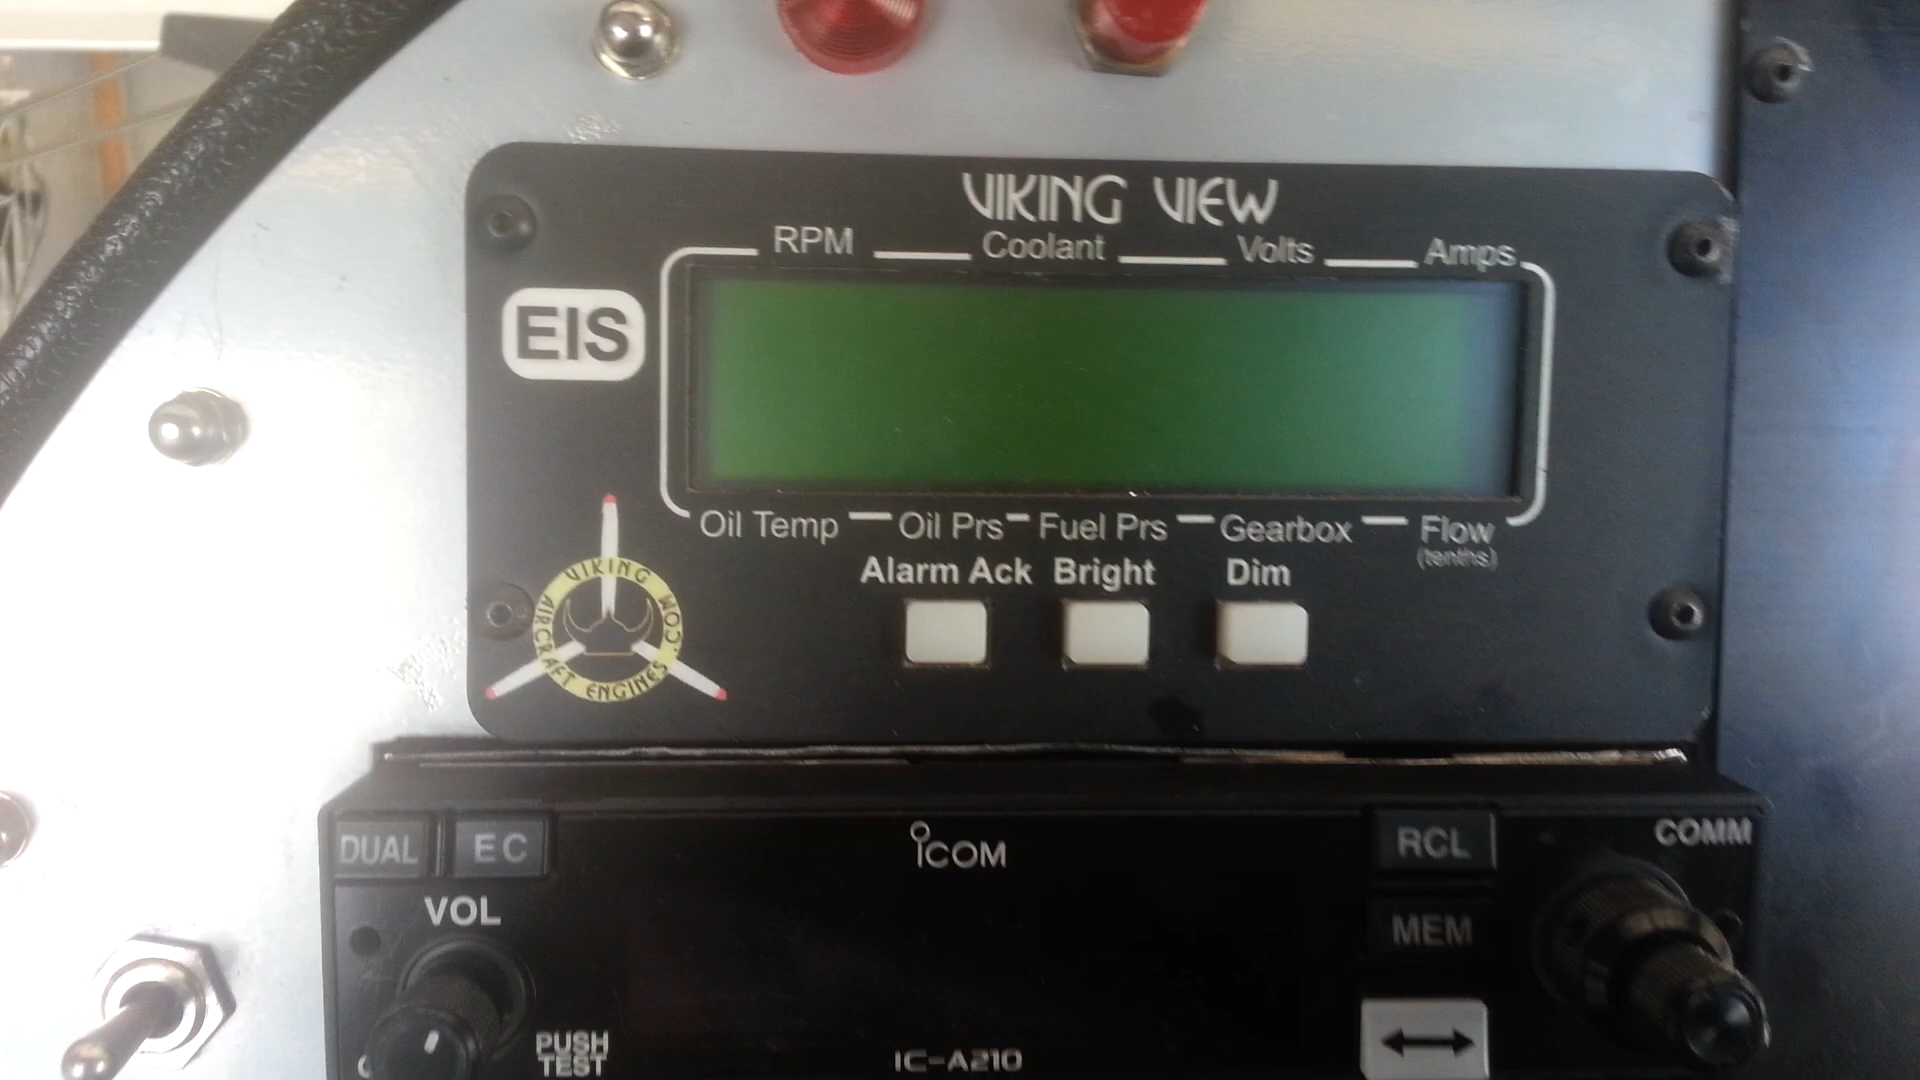 VIKING VIEW
RPM Coolant Volts Amps
EIS
Oil Temp Oil Prs Fuel Prs Gearbox Flow
(tenths)
Alarm Ack Bright Dim
VIKING
AIRCRAFT ENGINES .COM
DUAL EC ICOM RCL COMM
VOL
MEM
PUSH
TEST
IC-A210